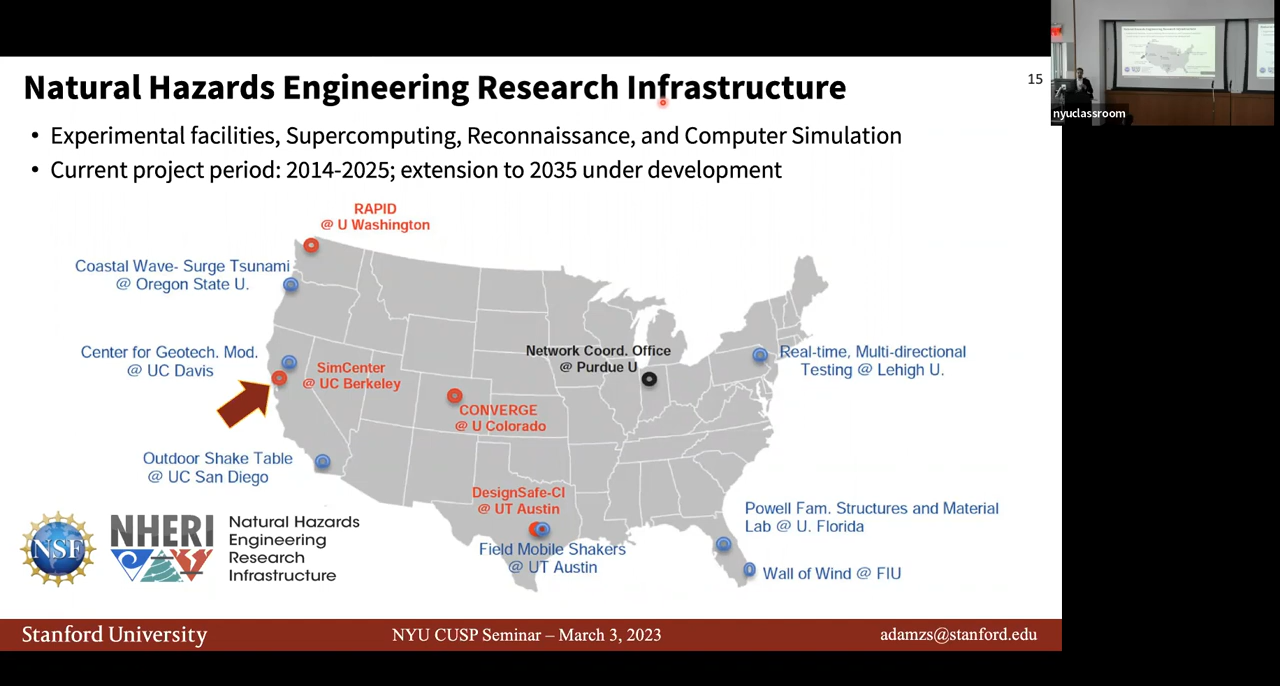 Natural Hazards Engineering Research Infrastructure
15
• Experimental facilities, Supercomputing, Reconnaissance, and Computer Simulation
• Current project period: 2014-2025; extension to 2035 under development
RAPID
@ U Washington
Coastal Wave- Surge Tsunami
@ Oregon State U.
Center for Geotech. Mod.
@ UC Davis
SimCenter
@ UC Berkeley
Network Coord. Office
@ Purdue U
Real-time, Multi-directional
Testing @ Lehigh U.
CONVERGE
@ U Colorado
Outdoor Shake Table
@ UC San Diego
DesignSafe-CI
@ UT Austin
Field Mobile Shakers
@ UT Austin
Powell Fam. Structures and Material
Lab @ U. Florida
Wall of Wind @ FIU
NSF
NHERI
Natural Hazards
Engineering
Research
Infrastructure
Stanford University
NYU CUSP Seminar – March 3, 2023
adamzs@stanford.edu
nyuclassroom